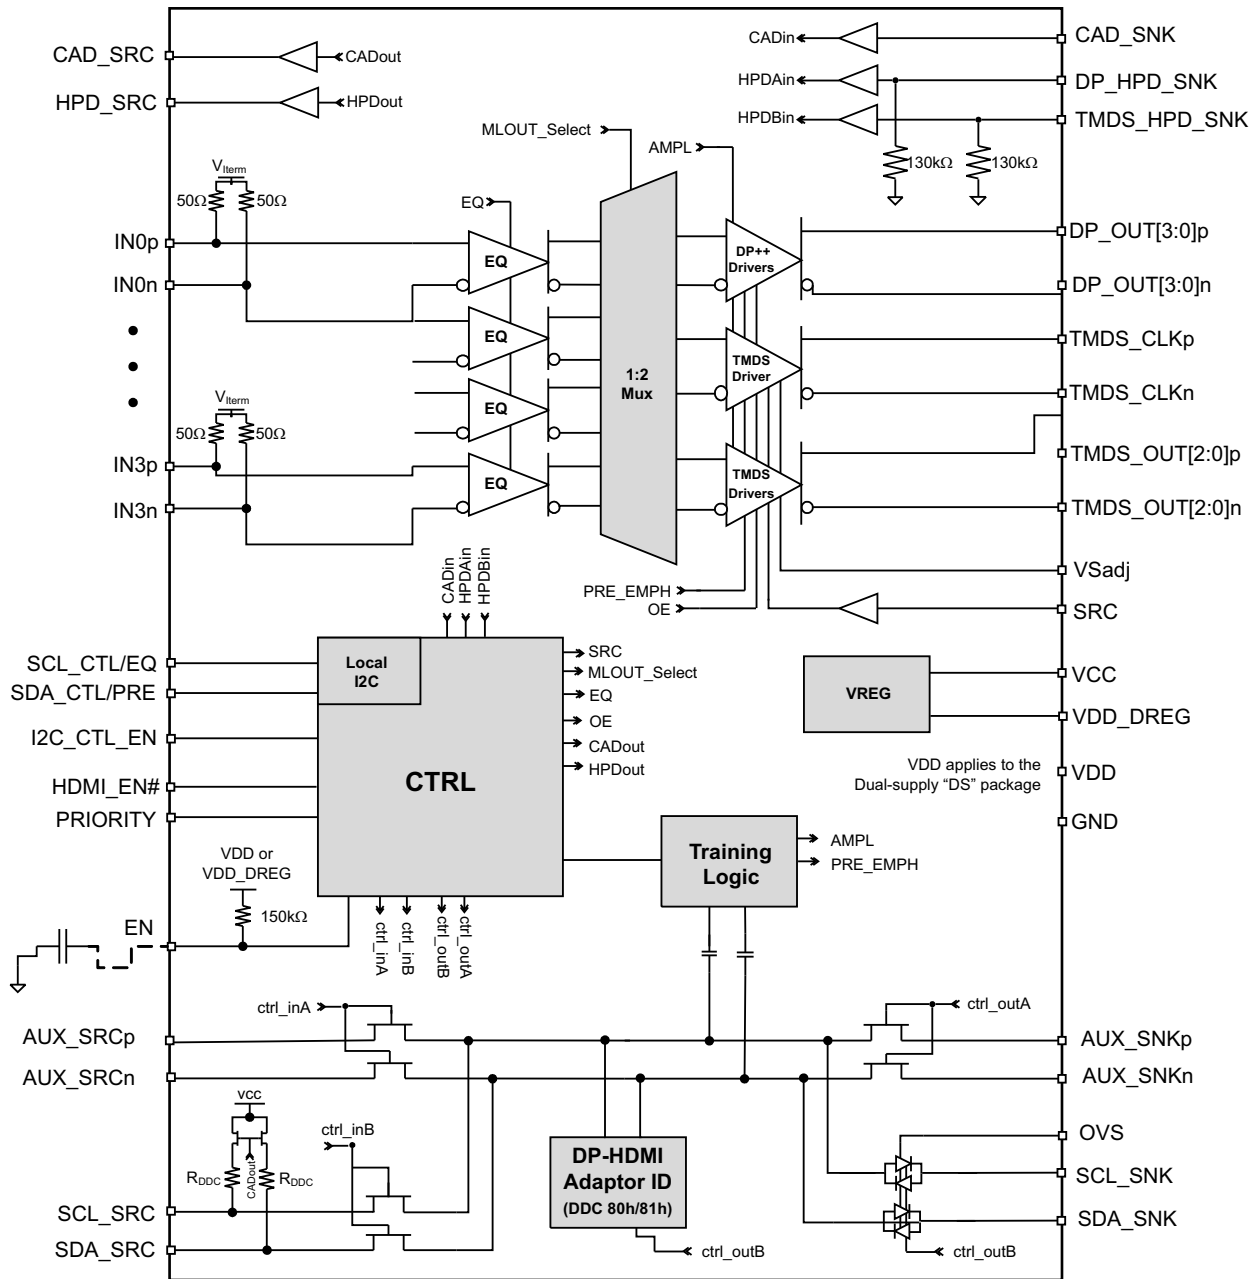 CAD_SRC
CADout
HPD_SRC
HPDout
CADin
CAD_SNK
HPDAin
DP_HPD_SNK
HPDBin
TMDS_HPD_SNK
130kΩ
130kΩ
MLOUT_Select
AMPL
VIterm
50Ω
50Ω
EQ
IN0p
IN0n
EQ
EQ
EQ
EQ
1:2
Mux
DP++
Drivers
TMDS
Driver
TMDS
Drivers
DP_OUT[3:0]p
DP_OUT[3:0]n
TMDS_CLKp
TMDS_CLKn
TMDS_OUT[2:0]p
TMDS_OUT[2:0]n
VIterm
50Ω
50Ω
IN3p
IN3n
PRE_EMPH
OE
VSadj
SRC
CADin
HPDAin
HPDBin
SCL_CTL/EQ
SDA_CTL/PRE
I2C_CTL_EN
HDMI_EN#
PRIORITY
Local
I2C
CTRL
SRC
MLOUT_Select
EQ
OE
CADout
HPDout
VREG
VCC
VDD_DREG
VDD applies to the
Dual-supply “DS” package
VDD
GND
Training
Logic
AMPL
PRE_EMPH
VDD or
VDD_DREG
150kΩ
EN
ctrl_inA
ctrl_inB
ctrl_outB
ctrl_outA
ctrl_inA
ctrl_outA
AUX_SRCp
AUX_SRCn
AUX_SNKp
AUX_SNKn
vcc
CADout
RDDC
RDDC
ctrl_inB
SCL_SRC
SDA_SRC
DP-HDMI
Adaptor ID
(DDC 80h/81h)
ctrl_outB
OVS
SCL_SNK
SDA_SNK
ctrl_outB